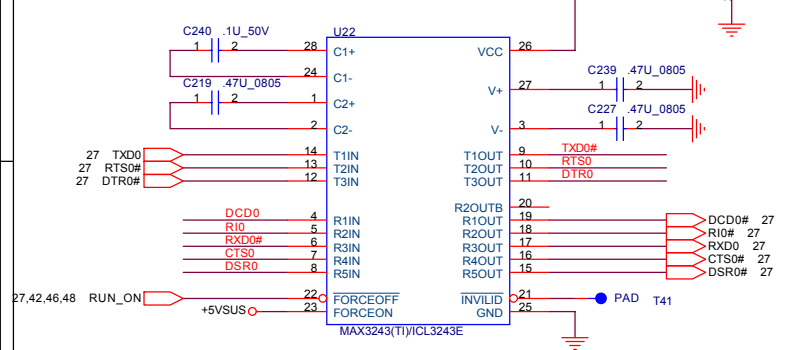 C240 .1U_50V
1 2
C219 .47U_0805
1 2
U22
28 C1+
24 C1-
1 C2+
2 C2-
27 TXD0 14 T1IN
27 RTS0# 13 T2IN
27 DTR0# 12 T3IN
DCD0 4 R1IN
RI0 5 R2IN
RXD0# 6 R3IN
CTS0 7 R4IN
DSR0 8 R5IN
27,42,46,48 RUN_ON 22 FORCEOFF
+5VSUS 23 FORCEON
VCC 26
V+ 27
C239 .47U_0805
1 2
V- 3
C227 .47U_0805
1 2
T1OUT 9 TXD0#
T2OUT 10 RTS0
T3OUT 11 DTR0
R2OUTB 20
R1OUT 19 DCD0# 27
R2OUT 18 RI0# 27
R3OUT 17 RXD0 27
R4OUT 16 CTS0# 27
R5OUT 15 DSR0# 27
INVILID 21 PAD T41
GND 25
MAX3243(TI)/ICL3243E